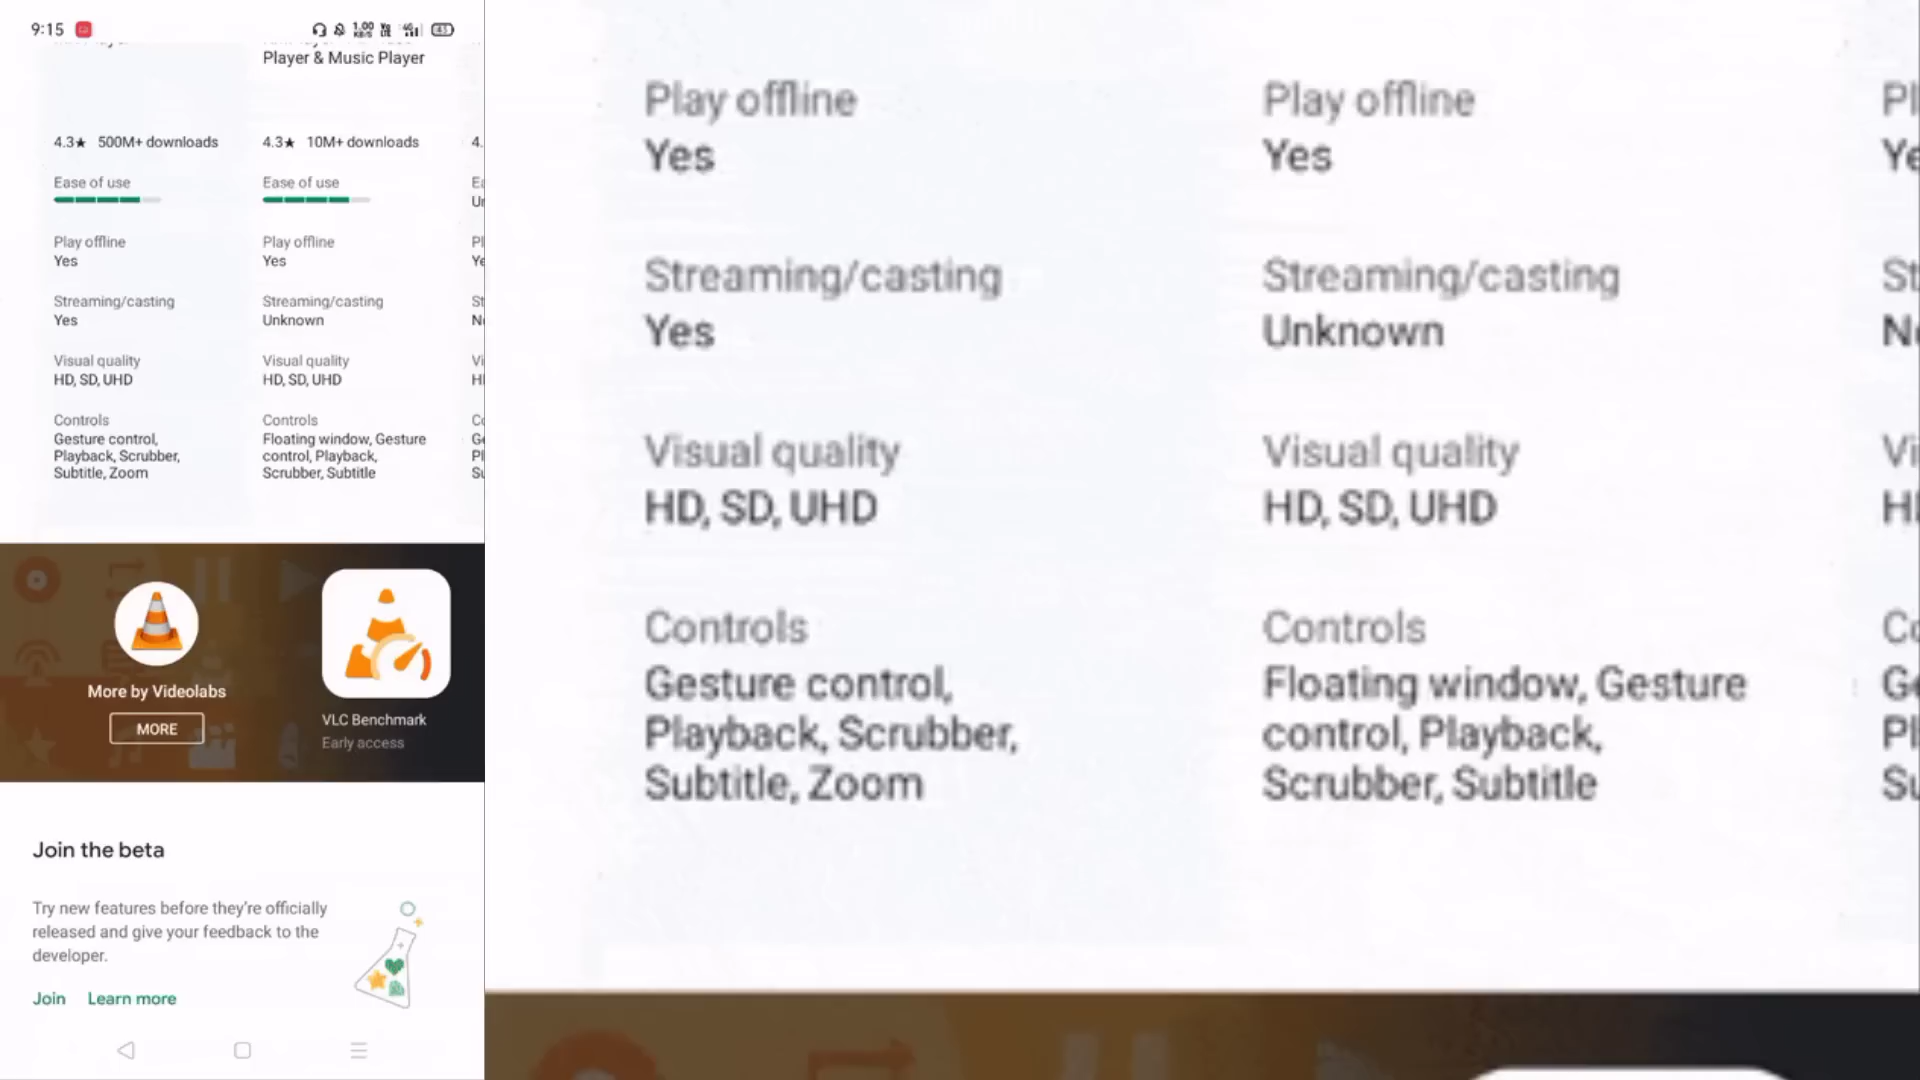 9:15
1.00 KB/S
4G
43
Player & Music Player
4.3★ 500M+ downloads
4.3★ 10M+ downloads
4.
Ease of use
Ease of use
Play offline
Yes
Play offline
Yes
Streaming/casting
Yes
Streaming/casting
Unknown
Visual quality
HD, SD, UHD
Visual quality
HD, SD, UHD
Controls
Gesture control,
Playback, Scrubber,
Subtitle, Zoom
Controls
Floating window, Gesture
control, Playback,
Scrubber, Subtitle
More by Videolabs
MORE
VLC Benchmark
Early access
Join the beta
Try new features before they're officially
released and give your feedback to the
developer.
Join Learn more
Play offline
Yes
Play offline
Yes
Streaming/casting
Yes
Streaming/casting
Unknown
Visual quality
HD, SD, UHD
Visual quality
HD, SD, UHD
Controls
Gesture control,
Playback, Scrubber,
Subtitle, Zoom
Controls
Floating window, Gesture
control, Playback,
Scrubber, Subtitle